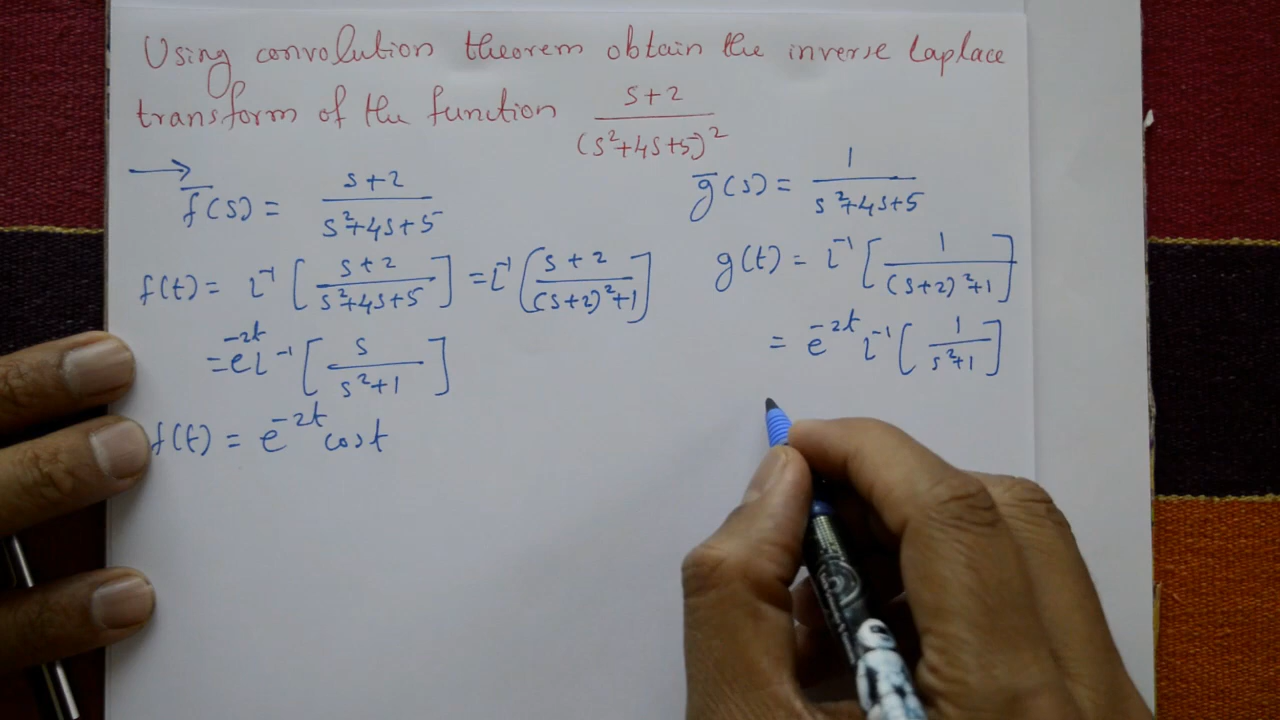 Using convolution theorem obtain the inverse Laplace
transform of the function (s+2)/(s²+4s+5)²
→ f̅(s) = (s+2)/(s²+4s+5)
f(t) = L⁻¹[(s+2)/(s²+4s+5)] = L⁻¹[(s+2)/((s+2)²+1)]
= e⁻²ᵗ L⁻¹[s/(s²+1)]
f(t) = e⁻²ᵗ cost
g̅(s) = 1/(s²+4s+5)
g(t) = L⁻¹[1/((s+2)²+1)]
= e⁻²ᵗ L⁻¹[1/(s²+1)]